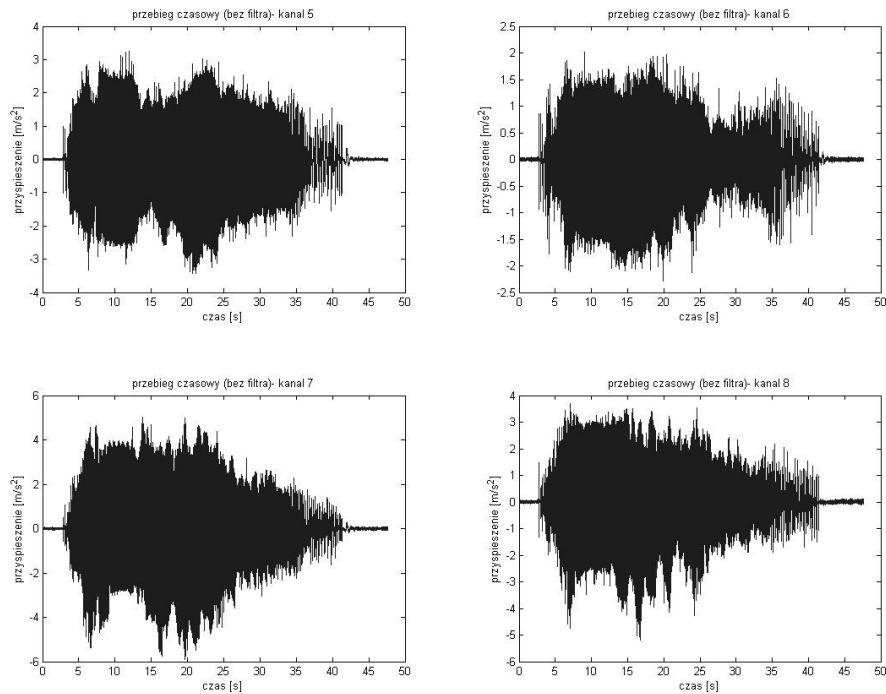 przebieg czasowy (bez filtra)- kanal 5
4
3
2
1
0
-1
-2
-3
-4
przyspieszenie [m/s²]
0 5 10 15 20 25 30 35 40 45 50
czas [s]
przebieg czasowy (bez filtra)- kanal 6
2.5
2
1.5
1
0.5
0
-0.5
-1
-1.5
-2
-2.5
przyspieszenie [m/s²]
0 5 10 15 20 25 30 35 40 45 50
czas [s]
przebieg czasowy (bez filtra)- kanal 7
6
4
2
0
-2
-4
-6
przyspieszenie [m/s²]
0 5 10 15 20 25 30 35 40 45 50
czas [s]
przebieg czasowy (bez filtra)- kanal 8
4
3
2
1
0
-1
-2
-3
-4
-5
-6
przyspieszenie [m/s²]
0 5 10 15 20 25 30 35 40 45 50
czas [s]